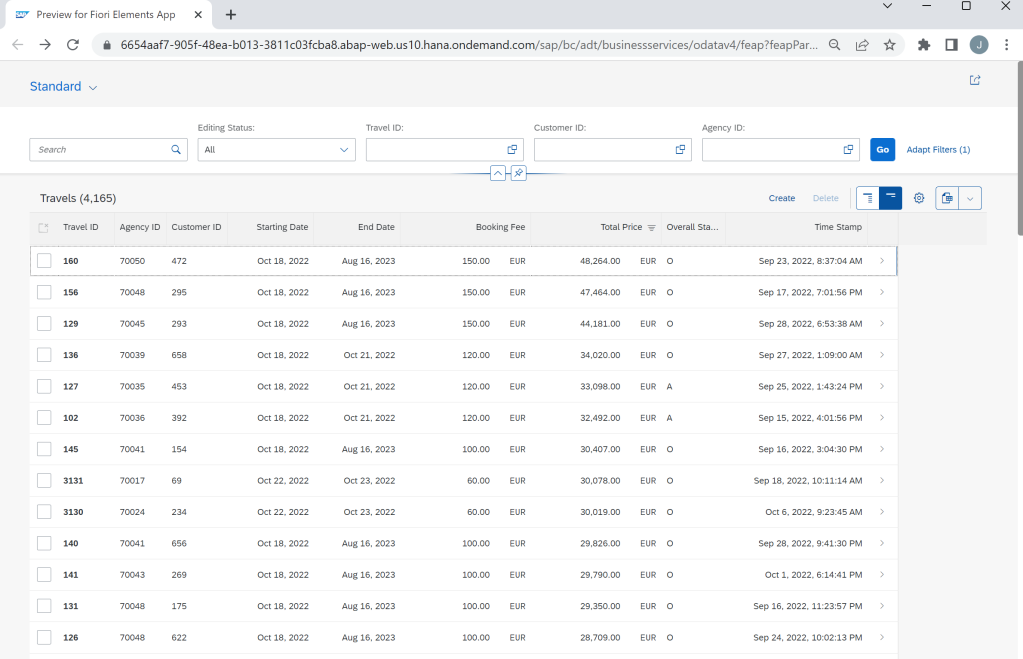 SAP Preview for Fiori Elements App
6654aaf7-905f-48ea-b013-3811c03fcba8.abap-web.us10.hana.ondemand.com/sap/bc/adt/businessservices/odatav4/feap?feapPar... J
Standard
Editing Status: Travel ID: Customer ID: Agency ID:
Search All Go Adapt Filters (1)
Travels (4,165) Create Delete
Travel ID Agency ID Customer ID Starting Date End Date Booking Fee Total Price Overall Sta... Time Stamp
160 70050 472 Oct 18, 2022 Aug 16, 2023 150.00 EUR 48,264.00 EUR O Sep 23, 2022, 8:37:04 AM
156 70048 295 Oct 18, 2022 Aug 16, 2023 150.00 EUR 47,464.00 EUR O Sep 17, 2022, 7:01:56 PM
129 70045 293 Oct 18, 2022 Aug 16, 2023 150.00 EUR 44,181.00 EUR O Sep 28, 2022, 6:53:38 AM
136 70039 658 Oct 18, 2022 Oct 21, 2022 120.00 EUR 34,020.00 EUR O Sep 27, 2022, 1:09:00 AM
127 70035 453 Oct 18, 2022 Oct 21, 2022 120.00 EUR 33,098.00 EUR A Sep 25, 2022, 1:43:24 PM
102 70036 392 Oct 18, 2022 Oct 21, 2022 120.00 EUR 32,492.00 EUR A Sep 15, 2022, 4:01:56 PM
145 70041 154 Oct 18, 2022 Aug 16, 2023 100.00 EUR 30,407.00 EUR O Sep 16, 2022, 3:04:30 PM
3131 70017 69 Oct 22, 2022 Oct 23, 2022 60.00 EUR 30,078.00 EUR O Sep 18, 2022, 10:11:14 AM
3130 70024 234 Oct 22, 2022 Oct 23, 2022 60.00 EUR 30,019.00 EUR O Oct 6, 2022, 9:23:45 AM
140 70041 656 Oct 18, 2022 Aug 16, 2023 100.00 EUR 29,826.00 EUR O Sep 28, 2022, 9:41:30 PM
141 70043 269 Oct 18, 2022 Aug 16, 2023 100.00 EUR 29,790.00 EUR O Oct 1, 2022, 6:14:41 PM
131 70048 175 Oct 18, 2022 Aug 16, 2023 100.00 EUR 29,350.00 EUR O Sep 16, 2022, 11:23:57 PM
126 70048 622 Oct 18, 2022 Aug 16, 2023 100.00 EUR 28,709.00 EUR O Sep 24, 2022, 10:02:13 PM